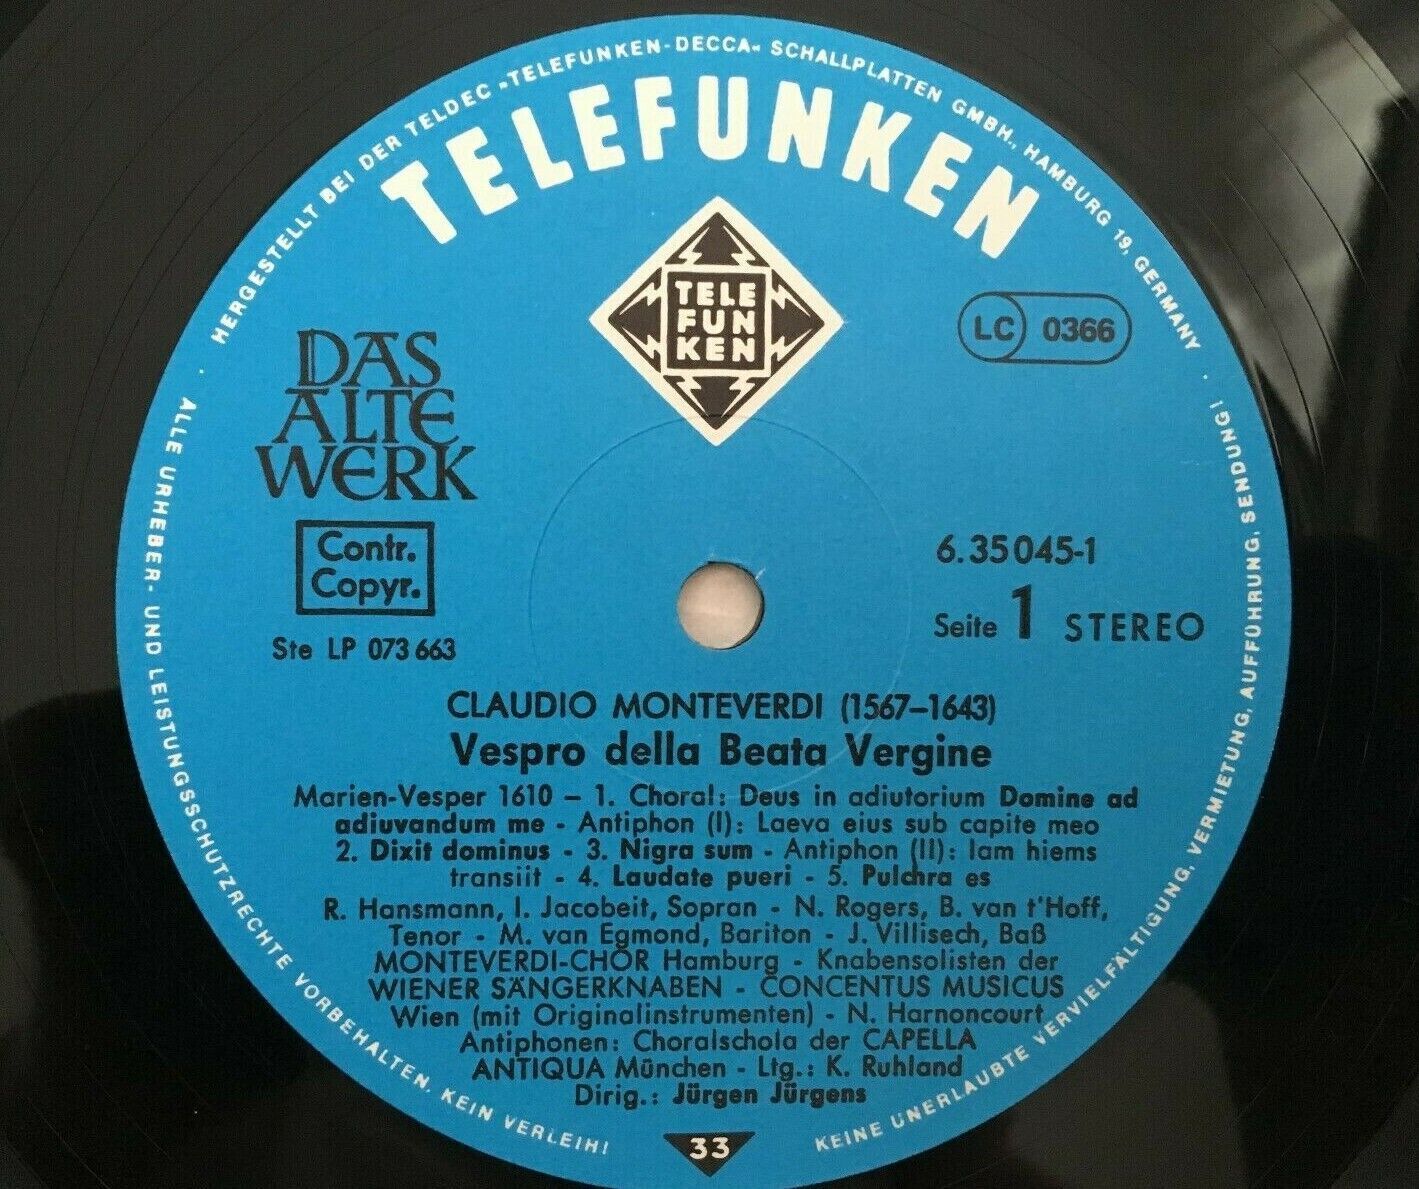 HERGESTELLT BEI DER TELDEC »TELEFUNKEN-DECCA« SCHALLPLATTEN GMBH., HAMBURG 19, GERMANY ·
TELEFUNKEN
TELE
FUN
KEN
LC 0366
DAS
ALTE
WERK
Contr.
Copyr.
Ste LP 073 663
6.35 045-1
Seite 1 STEREO
CLAUDIO MONTEVERDI (1567–1643)
Vespro della Beata Vergine
Marien-Vesper 1610 – 1. Choral: Deus in adiutorium Domine ad
adiuvandum me - Antiphon (I): Laeva eius sub capite meo
2. Dixit dominus - 3. Nigra sum - Antiphon (II): Iam hiems
transiit - 4. Laudate pueri - 5. Pulchra es
R. Hansmann, I. Jacobeit, Sopran - N. Rogers, B. van t'Hoff,
Tenor - M. van Egmond, Bariton - J. Villisech, Baß
MONTEVERDI-CHOR Hamburg - Knabensolisten der
WIENER SÄNGERKNABEN - CONCENTUS MUSICUS
Wien (mit Originalinstrumenten) - N. Harnoncourt
Antiphonen: Choralschola der CAPELLA
ANTIQUA München - Ltg.: K. Ruhland
Dirig.: Jürgen Jürgens
33
· ALLE URHEBER- UND LEISTUNGSSCHUTZRECHTE VORBEHALTEN, KEIN VERLEIH!
KEINE UNERLAUBTE VERVIELFÄLTIGUNG, VERMIETUNG, AUFFÜHRUNG, SENDUNG!